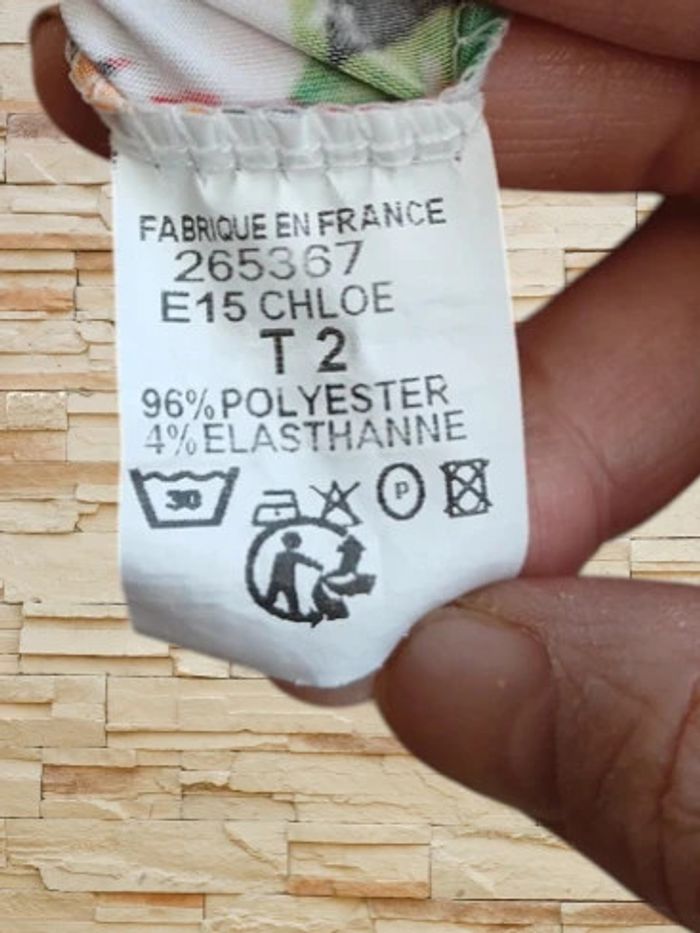 FABRIQUE EN FRANCE
265367
E15 CHLOE
T 2
96% POLYESTER
4% ELASTHANNE
30 P